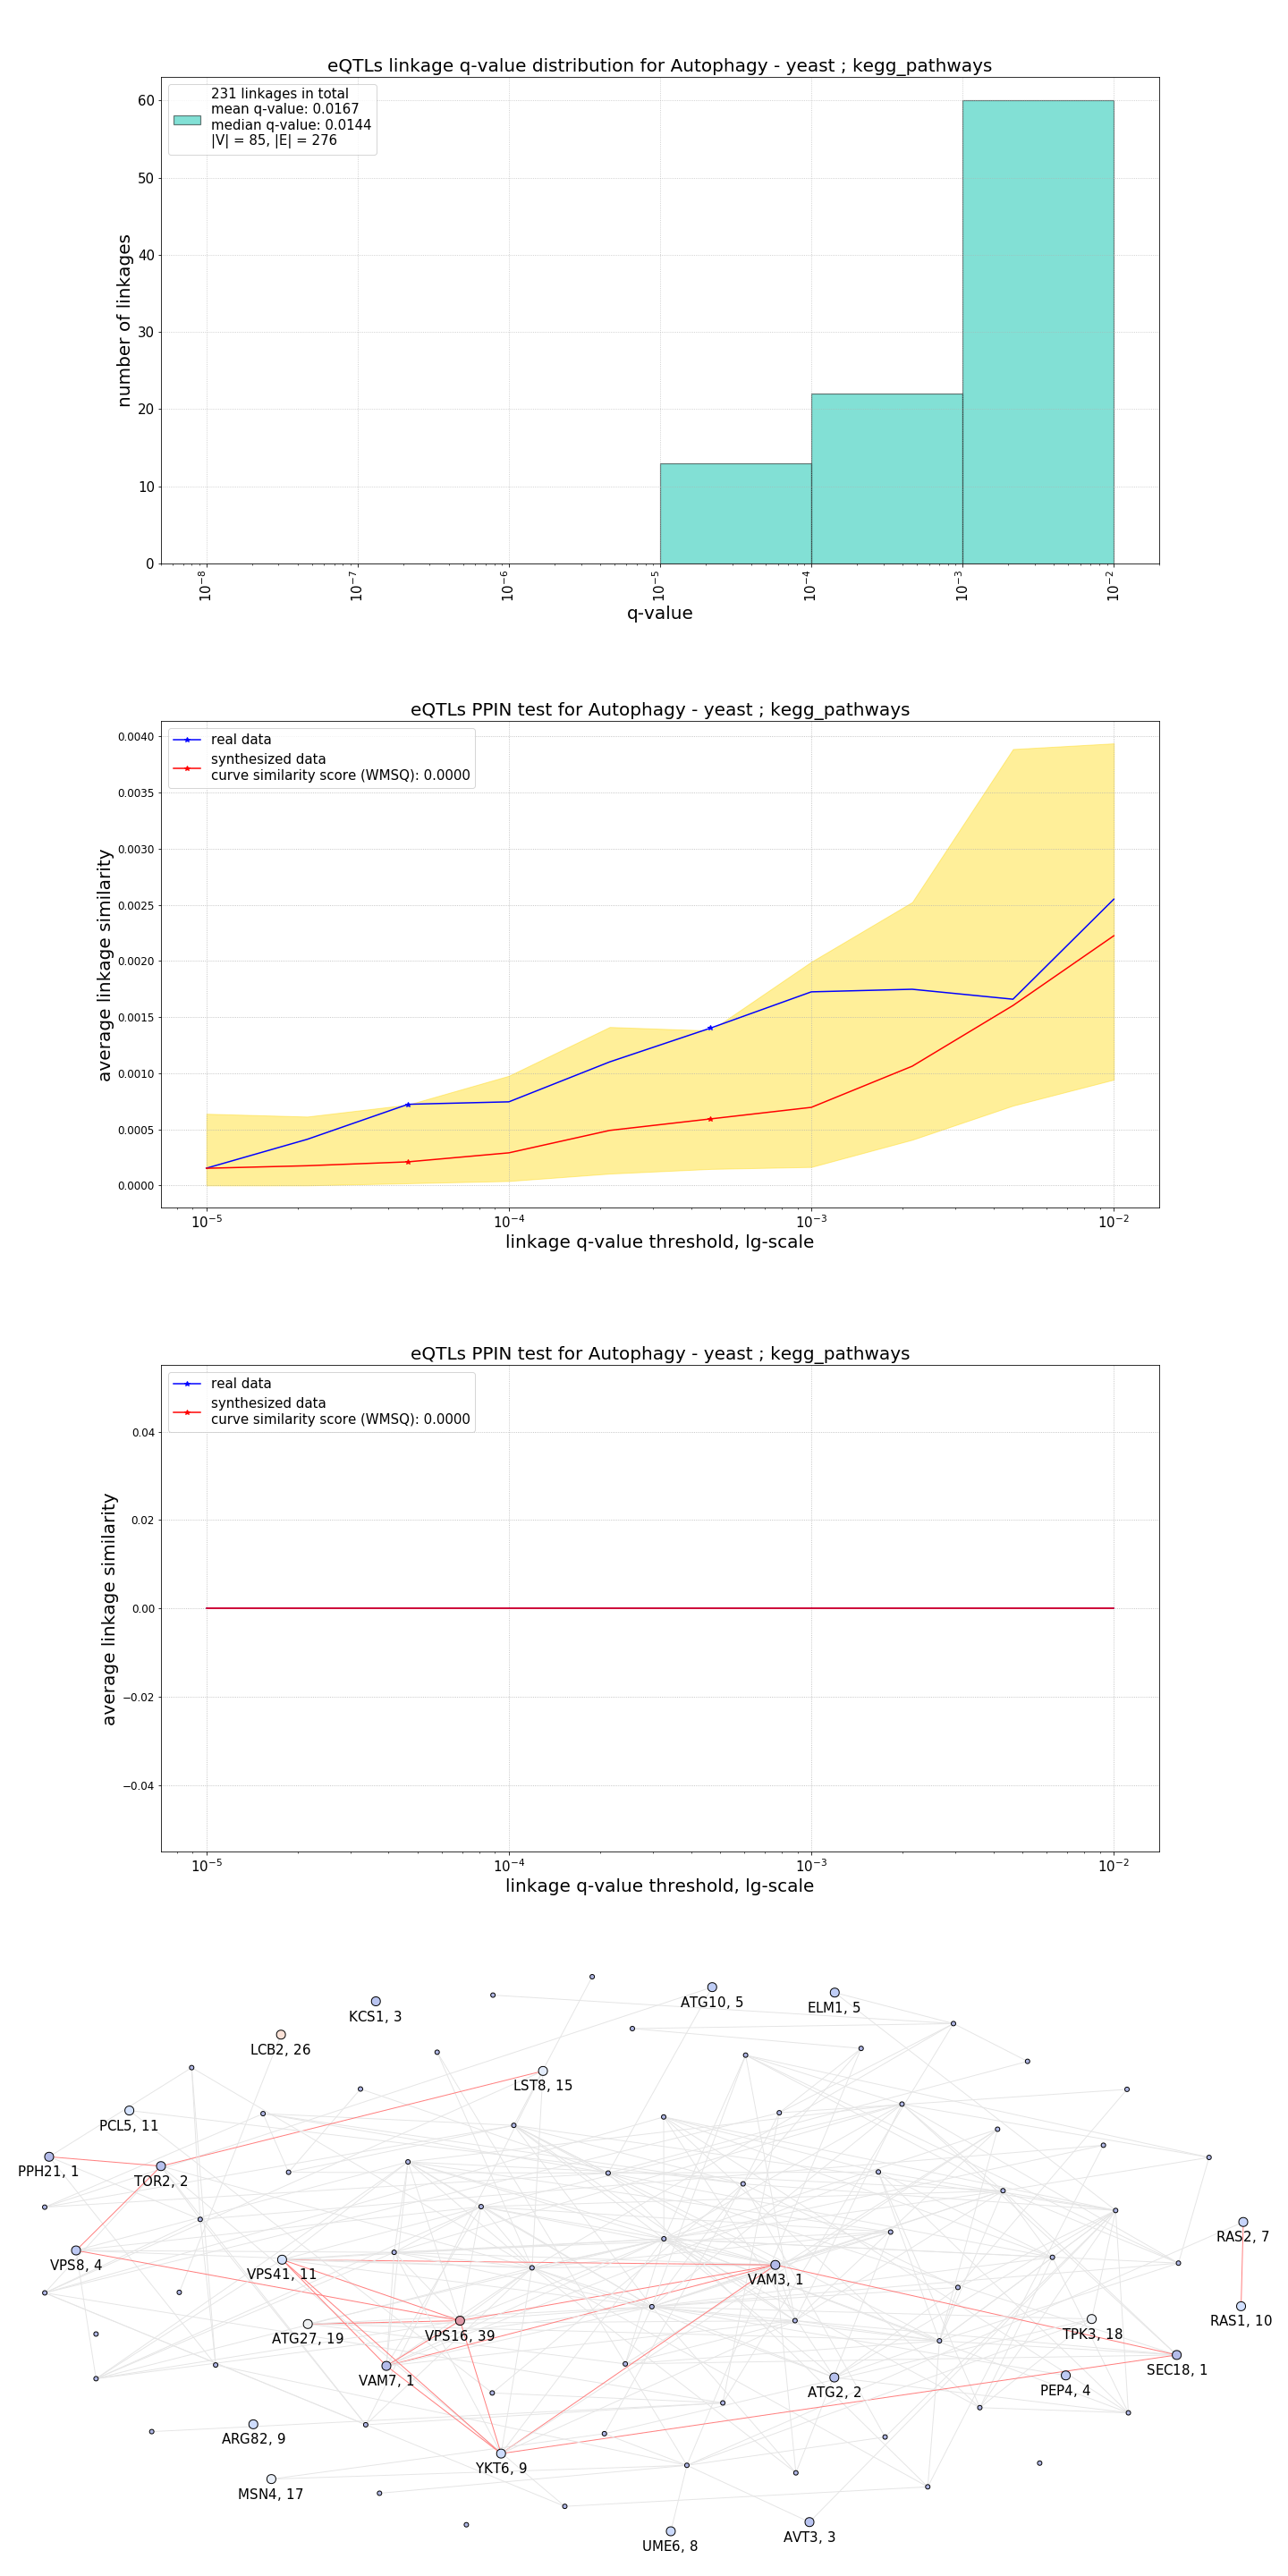 eQTLs linkage q-value distribution for Autophagy - yeast ; kegg_pathways
231 linkages in total
mean q-value: 0.0167
median q-value: 0.0144
|V| = 85, |E| = 276
number of linkages
60
50
40
30
20
10
0
10⁻⁸ 10⁻⁷ 10⁻⁶ 10⁻⁵ 10⁻⁴ 10⁻³ 10⁻²
q-value
eQTLs PPIN test for Autophagy - yeast ; kegg_pathways
real data
synthesized data
curve similarity score (WMSQ): 0.0000
average linkage similarity
0.0040
0.0035
0.0030
0.0025
0.0020
0.0015
0.0010
0.0005
0.0000
10⁻⁵ 10⁻⁴ 10⁻³ 10⁻²
linkage q-value threshold, lg-scale
eQTLs PPIN test for Autophagy - yeast ; kegg_pathways
real data
synthesized data
curve similarity score (WMSQ): 0.0000
average linkage similarity
0.04
0.02
0.00
−0.02
−0.04
10⁻⁵ 10⁻⁴ 10⁻³ 10⁻²
linkage q-value threshold, lg-scale
ATG10, 5
ELM1, 5
KCS1, 3
LCB2, 26
LST8, 15
PCL5, 11
PPH21, 1
TOR2, 2
RAS2, 7
VPS8, 4
VPS41, 11
VAM3, 1
RAS1, 10
TPK3, 18
VPS16, 39
ATG27, 19
SEC18, 1
VAM7, 1
PEP4, 4
ATG2, 2
ARG82, 9
YKT6, 9
MSN4, 17
AVT3, 3
UME6, 8